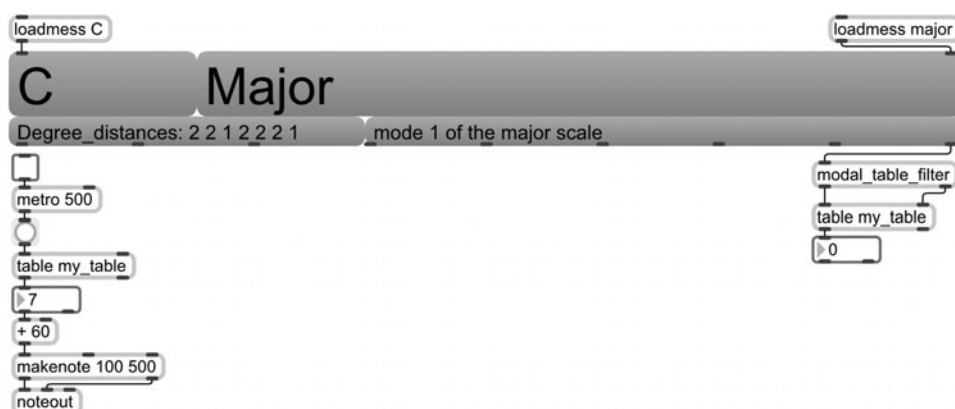 loadmess C
loadmess major
C Major
Degree_distances: 2 2 1 2 2 2 1 mode 1 of the major scale
metro 500
table my_table
7
+ 60
makenote 100 500
noteout
modal_table_filter
table my_table
0